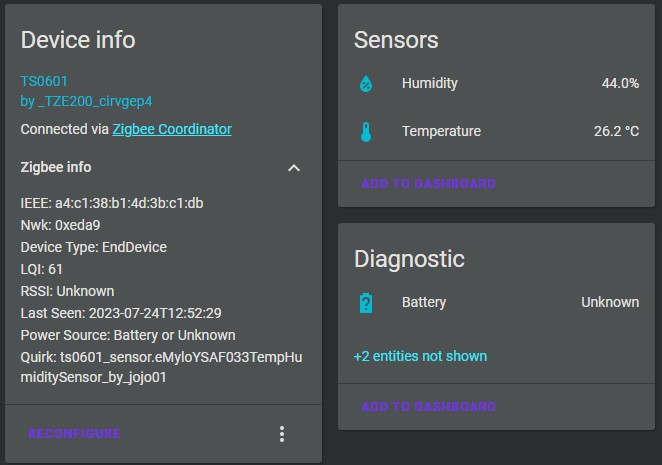 Device info
TS0601
by _TZE200_cirvgep4
Connected via Zigbee Coordinator
Zigbee info
IEEE: a4:c1:38:b1:4d:3b:c1:db
Nwk: 0xeda9
Device Type: EndDevice
LQI: 61
RSSI: Unknown
Last Seen: 2023-07-24T12:52:29
Power Source: Battery or Unknown
Quirk: ts0601_sensor.eMyloYSAF033TempHu
miditySensor_by_jojo01
RECONFIGURE
Sensors
Humidity 44.0%
Temperature 26.2 °C
ADD TO DASHBOARD
Diagnostic
Battery Unknown
+2 entities not shown
ADD TO DASHBOARD